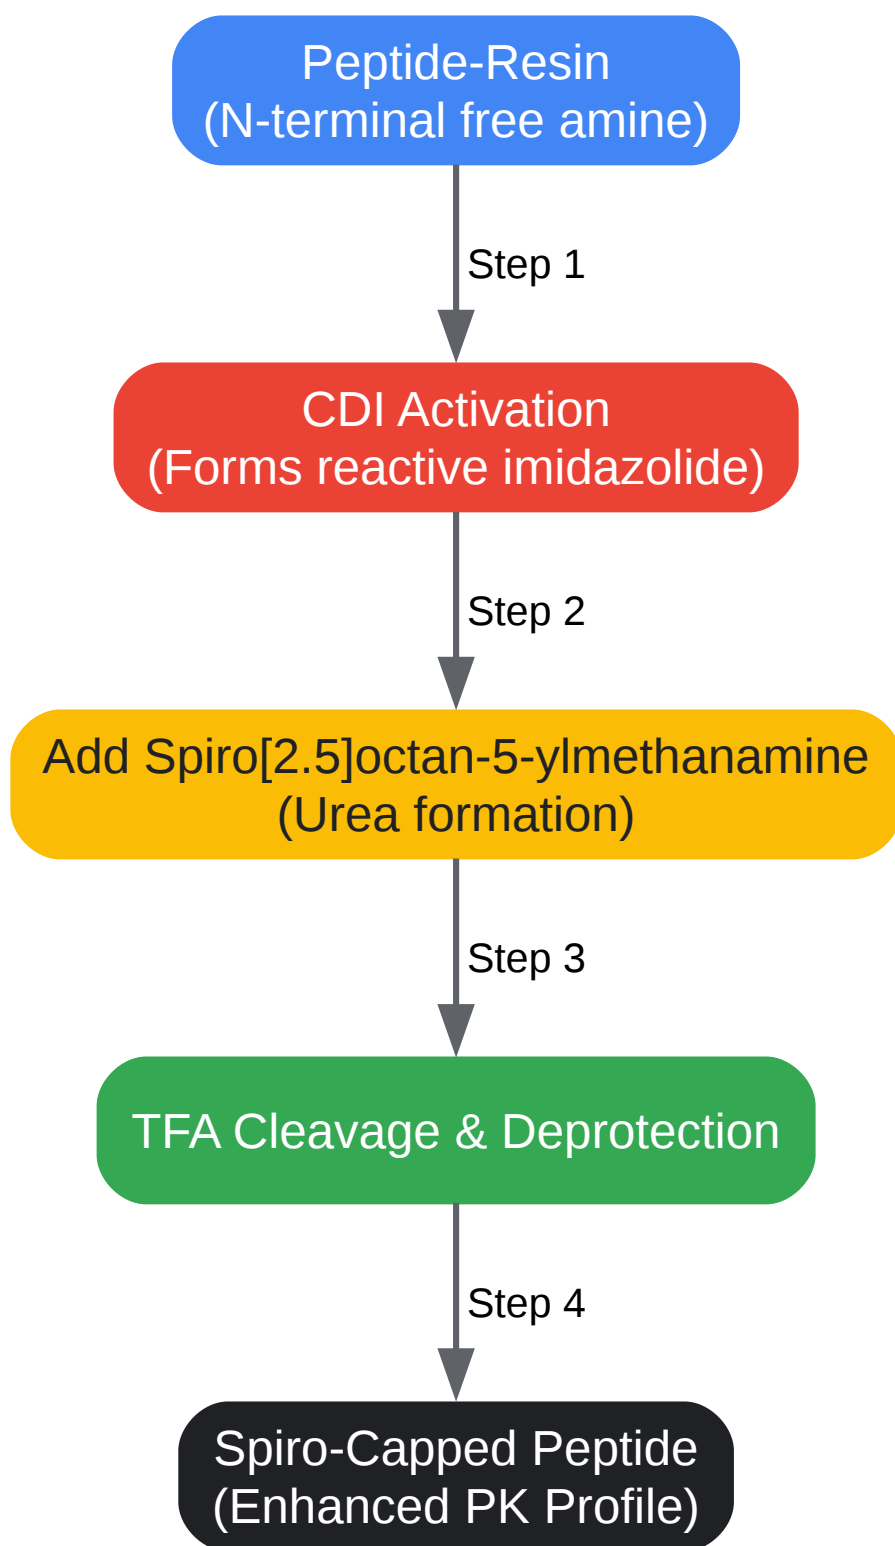 Peptide-Resin
(N-terminal free amine)
Step 1
CDI Activation
(Forms reactive imidazolide)
Step 2
Add Spiro[2.5]octan-5-ylmethanamine
(Urea formation)
Step 3
TFA Cleavage & Deprotection
Step 4
Spiro-Capped Peptide
(Enhanced PK Profile)